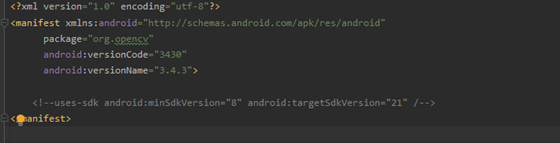 <?xml version="1.0" encoding="utf-8"?>
<manifest xmlns:android="http://schemas.android.com/apk/res/android"
package="org.opencv"
android:versionCode="3430"
android:versionName="3.4.3">
<!--uses-sdk android:minSdkVersion="8" android:targetSdkVersion="21" /-->
</manifest>